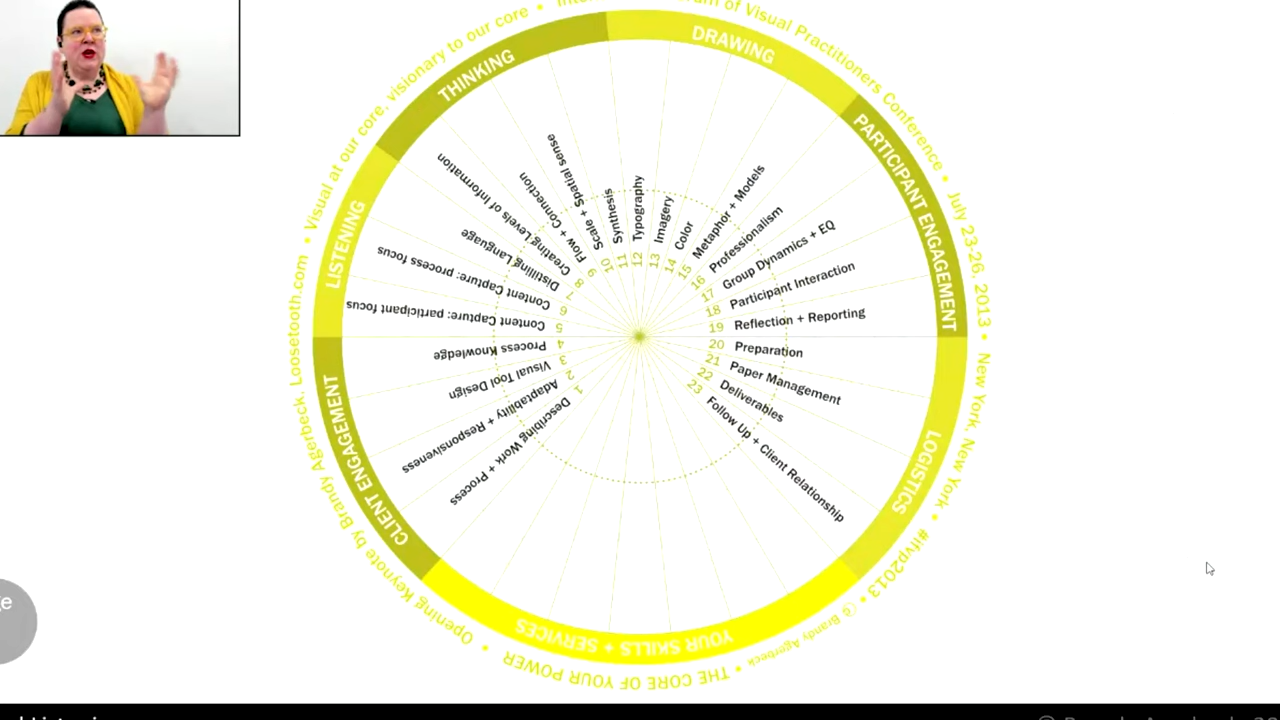 Opening Keynote by Brandy Agerbeck, Loosetooth.com • Visual at our core, visionary to our core •
of Visual Practitioners Conference • July 23-26, 2013 • New York, New York • #ifvp2013 • © Brandy Agerbeck • THE CORE OF YOUR POWER •
CLIENT ENGAGEMENT
LISTENING
THINKING
DRAWING
PARTICIPANT ENGAGEMENT
LOGISTICS
YOUR SKILLS + SERVICES
1 Describing Work + Process
2 Adaptability + Responsiveness
3 Visual Tool Design
4 Process Knowledge
5 Content Capture: participant focus
6 Content Capture: process focus
7 Distilling Language
8 Creating Levels of Information
9 Flow + Connection
10 Scale + Spatial sense
11 Synthesis
12 Typography
13 Imagery
14 Color
15 Metaphor + Models
16 Professionalism
17 Group Dynamics + EQ
18 Participant Interaction
19 Reflection + Reporting
20 Preparation
21 Paper Management
22 Deliverables
23 Follow Up + Client Relationship